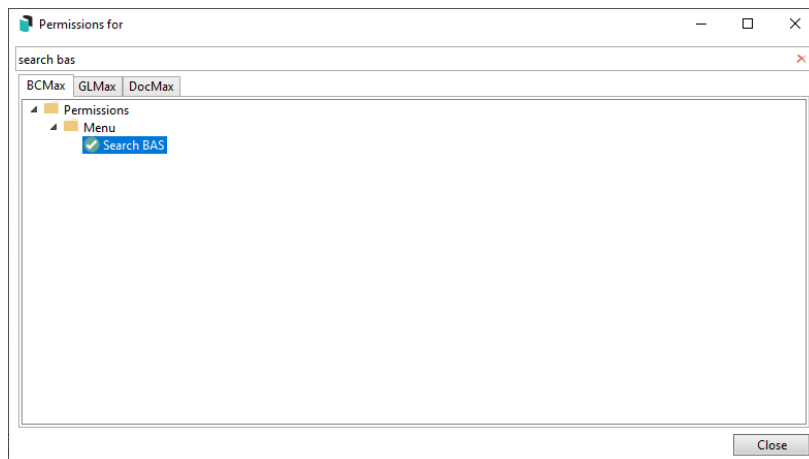 Permissions for
search bas
BCMax GLMax DocMax
Permissions
Menu
Search BAS
Close